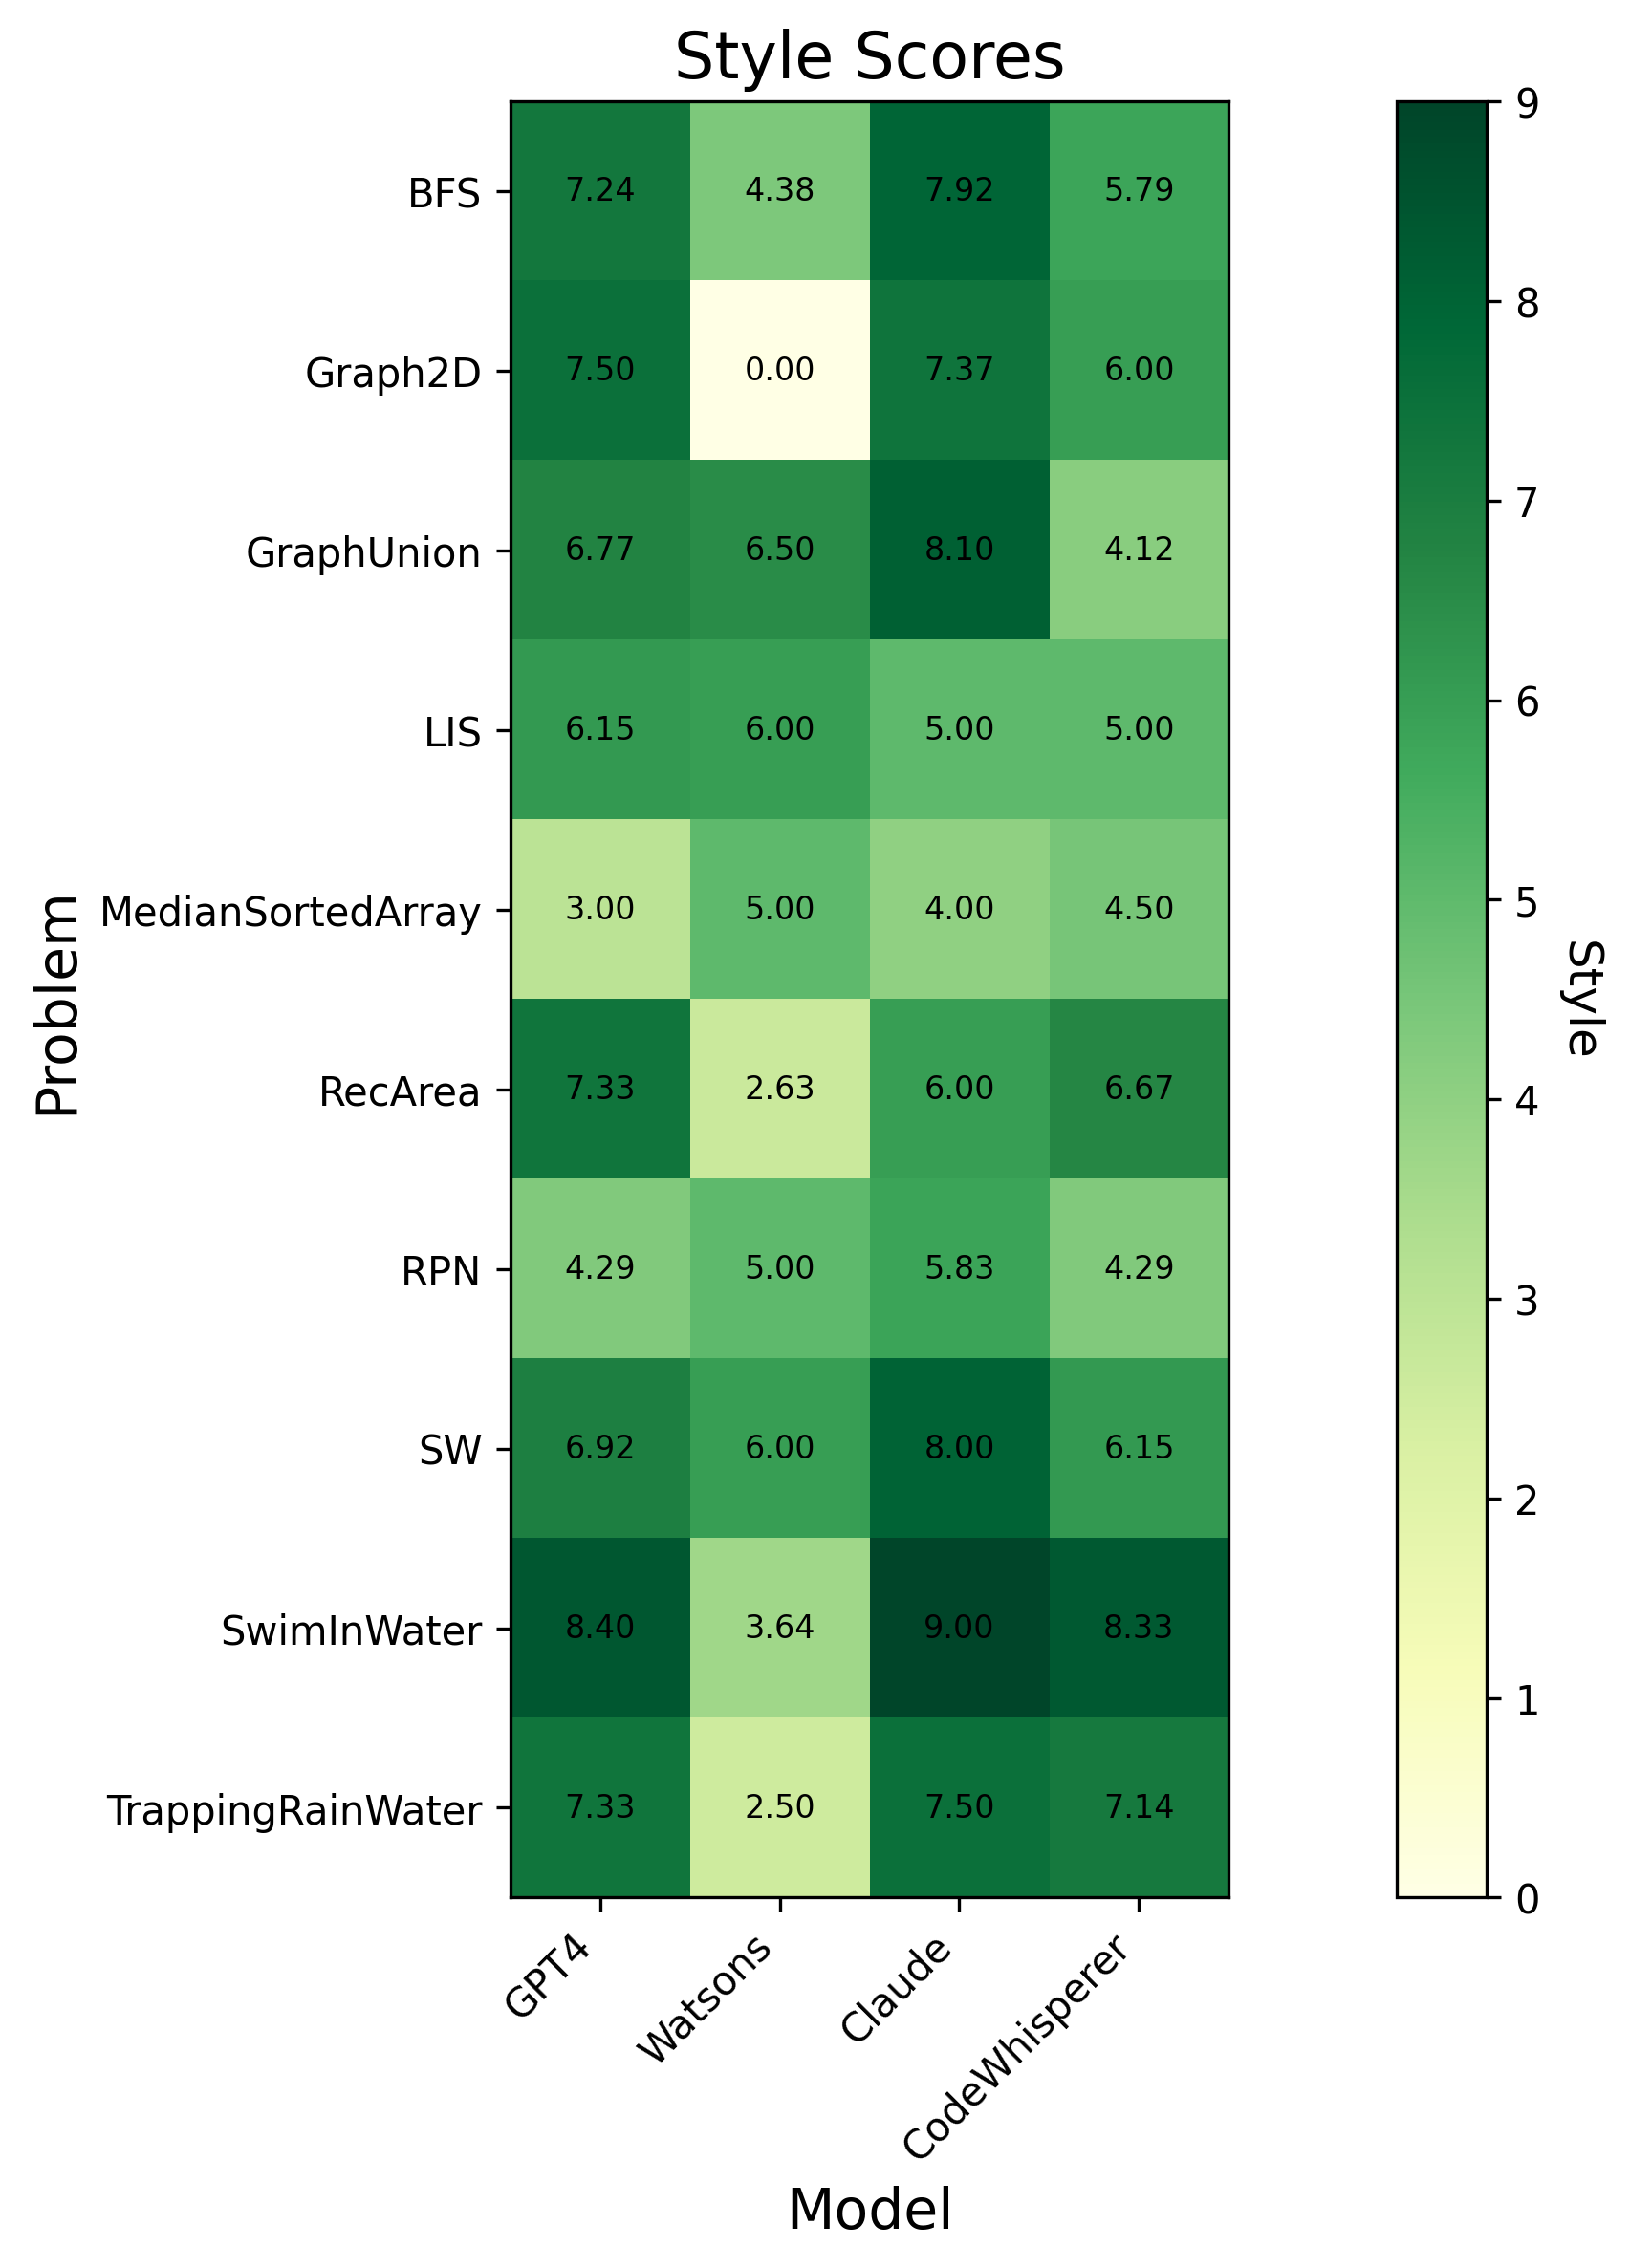 Style Scores
BFS 7.24 4.38 7.92 5.79
Graph2D 7.50 0.00 7.37 6.00
GraphUnion 6.77 6.50 8.10 4.12
LIS 6.15 6.00 5.00 5.00
MedianSortedArray 3.00 5.00 4.00 4.50
RecArea 7.33 2.63 6.00 6.67
RPN 4.29 5.00 5.83 4.29
SW 6.92 6.00 8.00 6.15
SwimInWater 8.40 3.64 9.00 8.33
TrappingRainWater 7.33 2.50 7.50 7.14
Problem
GPT4
Watsons
Claude
CodeWhisperer
Model
9
8
7
6
5
4
3
2
1
0
Style